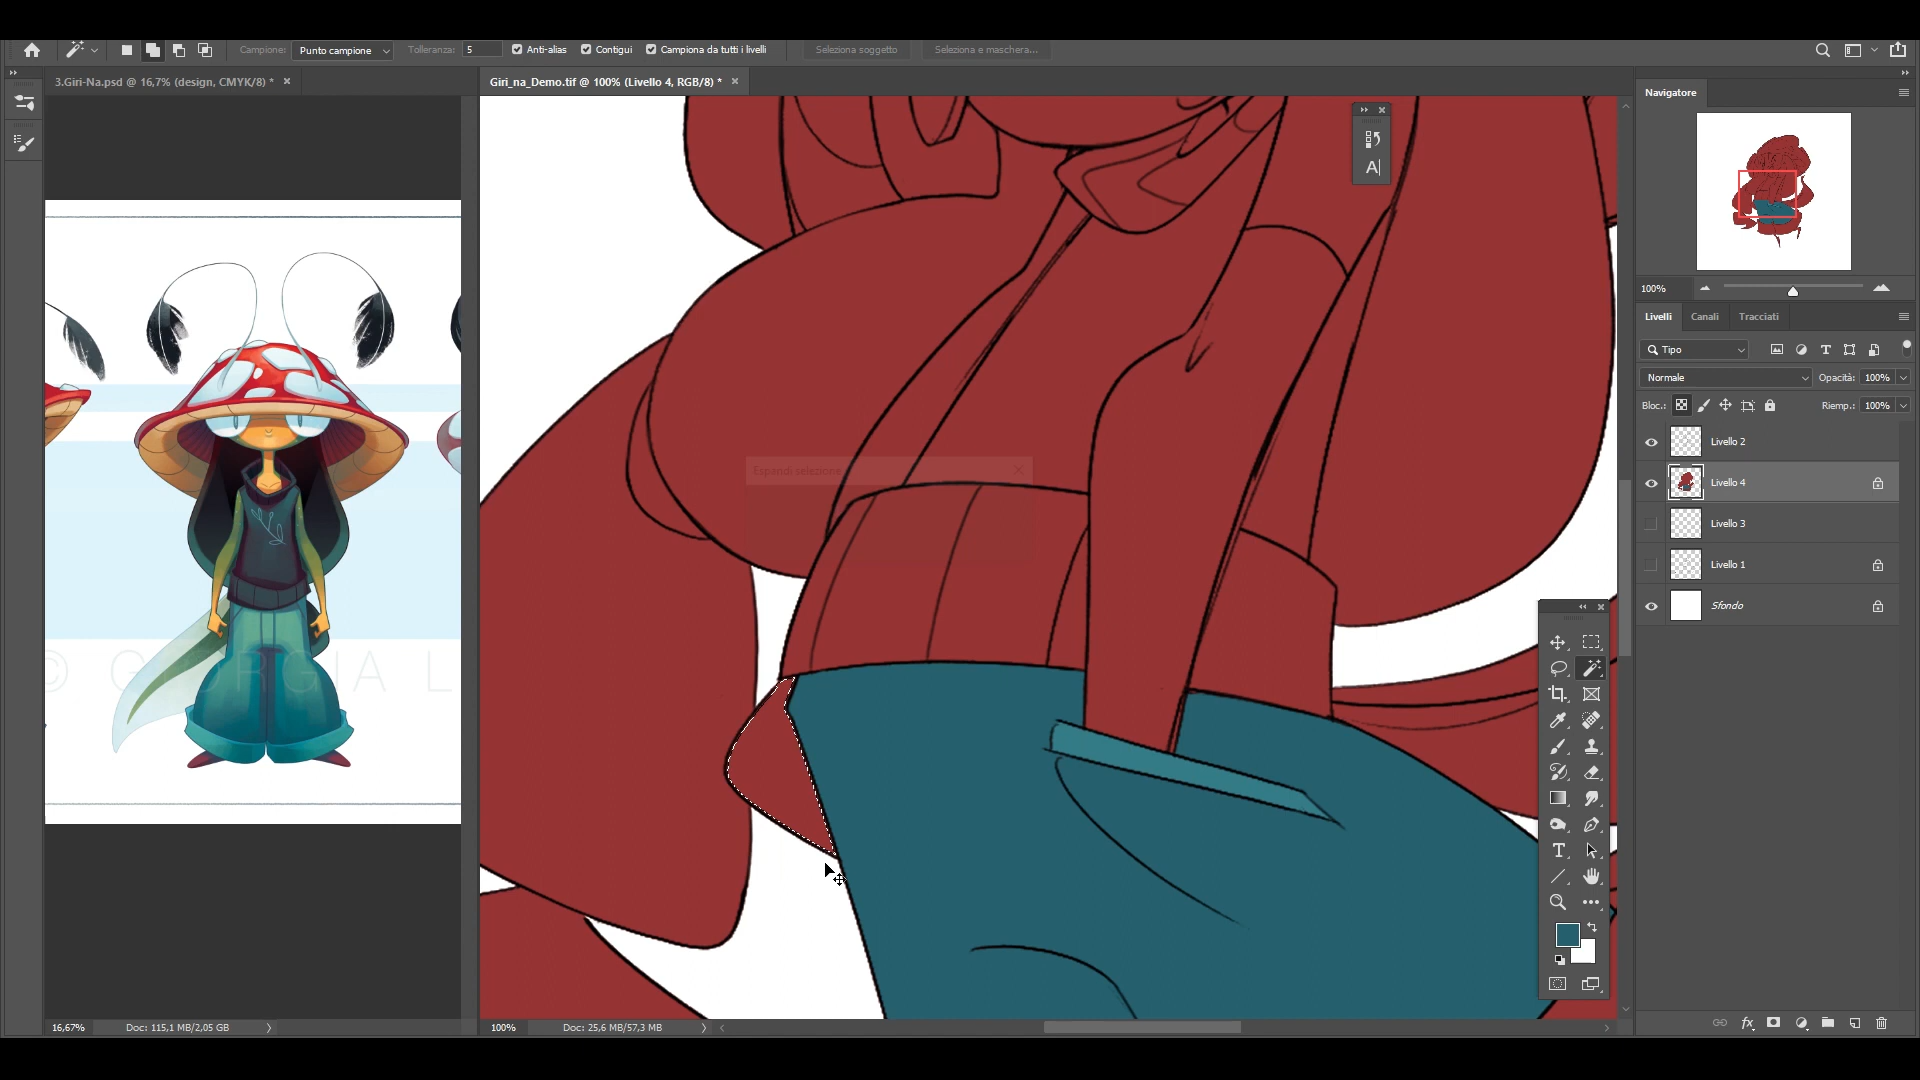 Campione: Punto campione Tolleranza: 5 Anti-alias Contigui Campiona da tutti i livelli Seleziona soggetto Seleziona e maschera...
3.Giri-Na.psd @ 16,7% (design, CMYK/8) * Giri_na_Demo.tif @ 100% (Livello 4, RGB/8) *
Navigatore
100%
Livelli Canali Tracciati
Tipo
Normale Opacità: 100%
Bloc.: Riemp.: 100%
Livello 2
Livello 4
Livello 3
Livello 1
Sfondo
Espandi selezione
© GIORGIA L
16,67% Doc: 115,1 MB/2,05 GB 100% Doc: 25,6 MB/57,3 MB